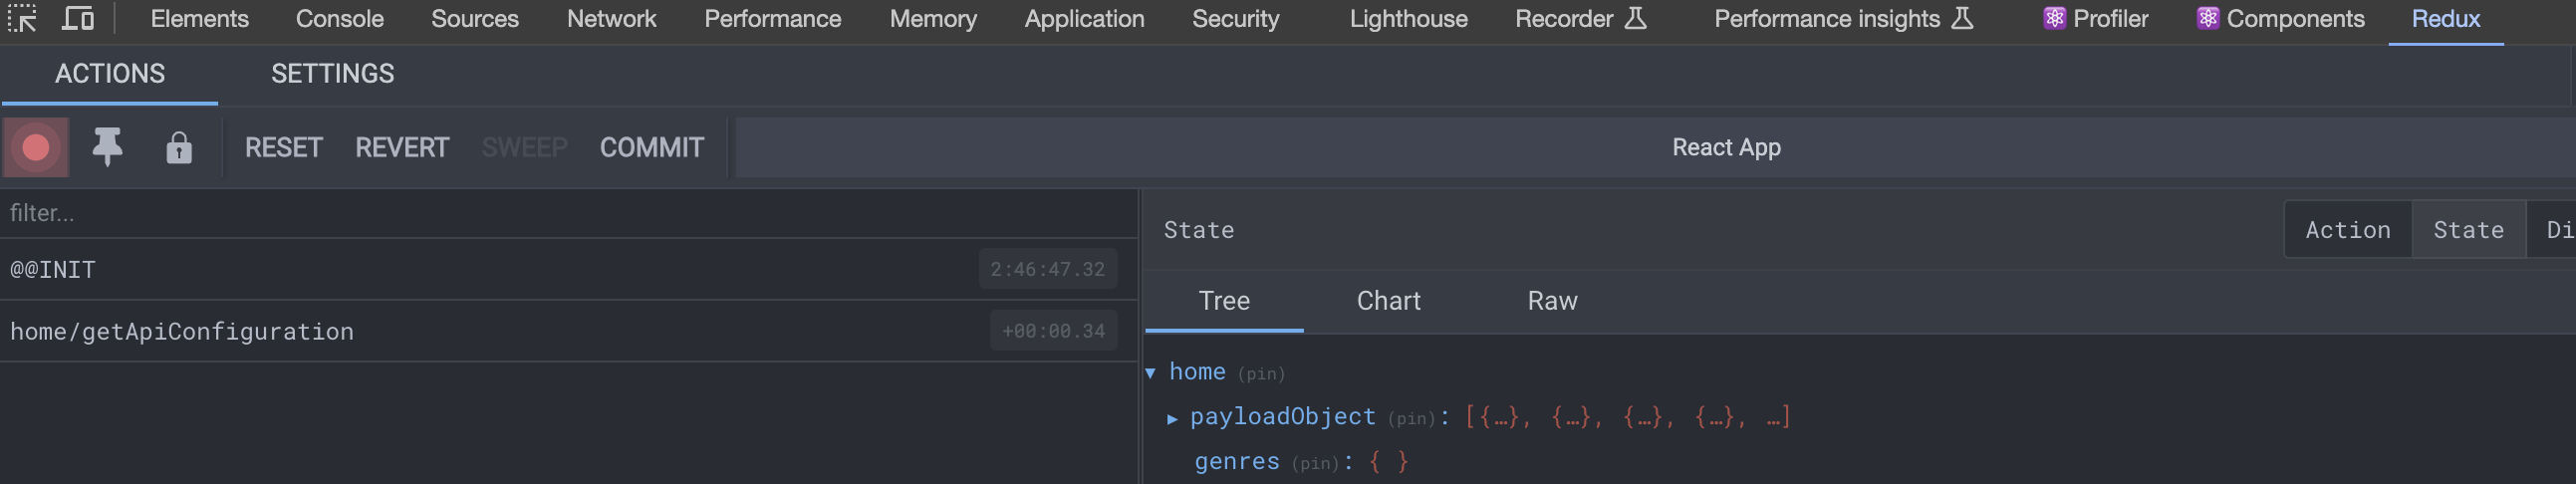 Elements Console Sources Network Performance Memory Application Security Lighthouse Recorder Performance insights Profiler Components Redux
ACTIONS SETTINGS
RESET REVERT SWEEP COMMIT React App
filter...
@@INIT 2:46:47.32
home/getApiConfiguration +00:00.34
State Action State Di
Tree Chart Raw
▼ home (pin)
▶ payloadObject (pin): [{…}, {…}, {…}, {…}, …]
genres (pin): { }